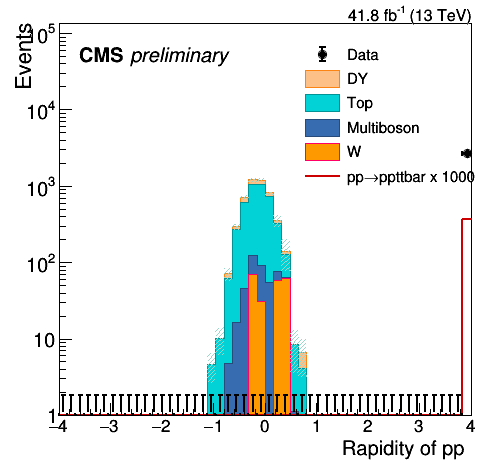 41.8 fb⁻¹ (13 TeV)
Events
CMS preliminary
Data
DY
Top
Multiboson
W
pp→ppttbar x 1000
10⁵
10⁴
10³
10²
10
1
−4 −3 −2 −1 0 1 2 3 4
Rapidity of pp